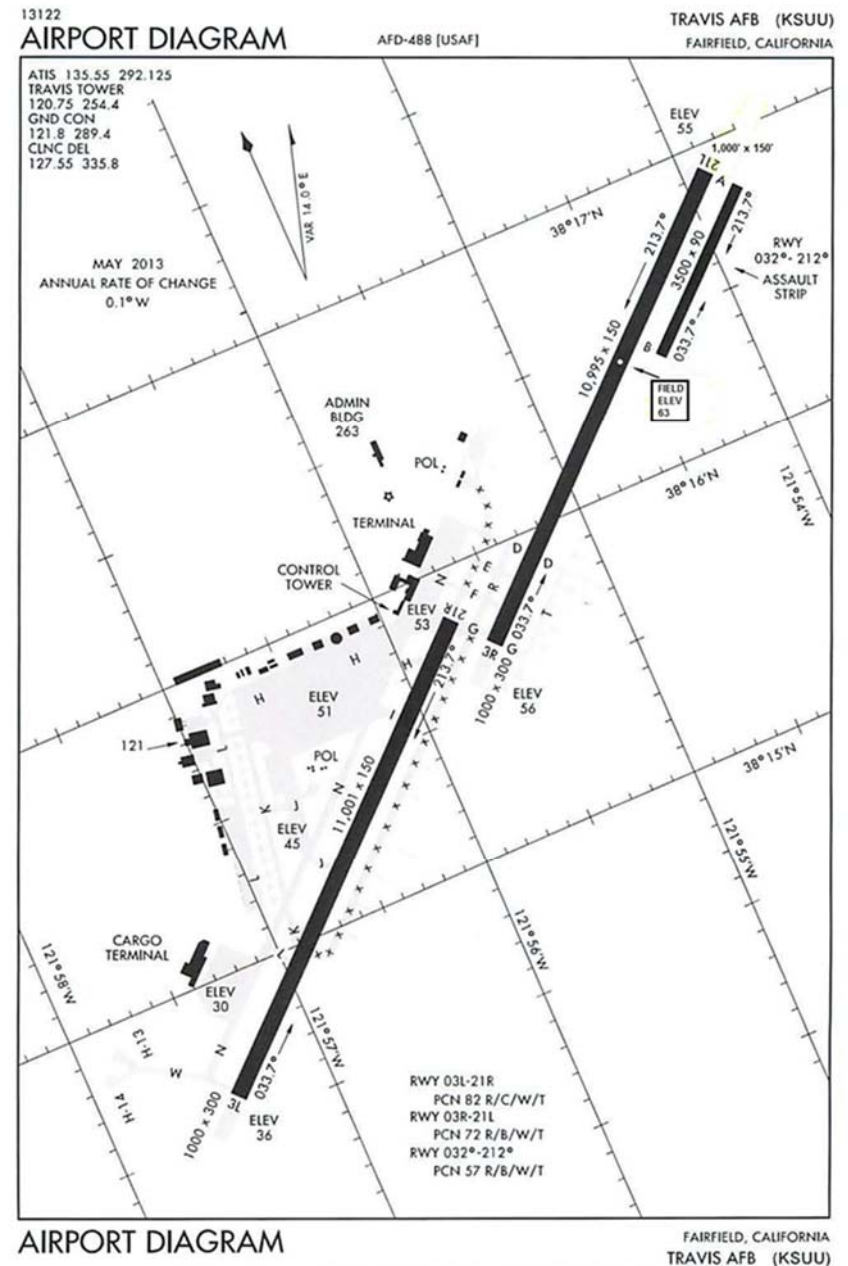 13122
AIRPORT DIAGRAM
AFD-488 [USAF]
TRAVIS AFB (KSUU)
FAIRFIELD, CALIFORNIA
ATIS 135.55 292.125
TRAVIS TOWER
120.75 254.4
GND CON
121.8 289.4
CLNC DEL
127.55 335.8
VAR 14.0° E
MAY 2013
ANNUAL RATE OF CHANGE
0.1° W
ELEV
55
1,000' x 150'
21L
A
38°17'N
213.7°
213.7°
3500 x 90
RWY
032°- 212°
ASSAULT
STRIP
033.7°
B
10,995 x 150
FIELD
ELEV
63
ADMIN
BLDG
263
POL
38°16'N
121°54'W
TERMINAL
CONTROL
TOWER
D
D
E
F
R
N
ELEV
53
21R
G
033.7°
T
3R
G
1000 x 300
ELEV
56
H
H
H
213.7°
ELEV
51
I
121
L
POL
38°15'N
N
11,001 x 150
K
J
ELEV
45
J
121°55'W
L
K
L
121°56'W
CARGO
TERMINAL
121°58'W
ELEV
30
121°57'W
H-13
M
N
H-14
033.7°
3L
1000 x 300
ELEV
36
RWY 03L-21R
PCN 82 R/C/W/T
RWY 03R-21L
PCN 72 R/B/W/T
RWY 032°-212°
PCN 57 R/B/W/T
AIRPORT DIAGRAM
FAIRFIELD, CALIFORNIA
TRAVIS AFB (KSUU)